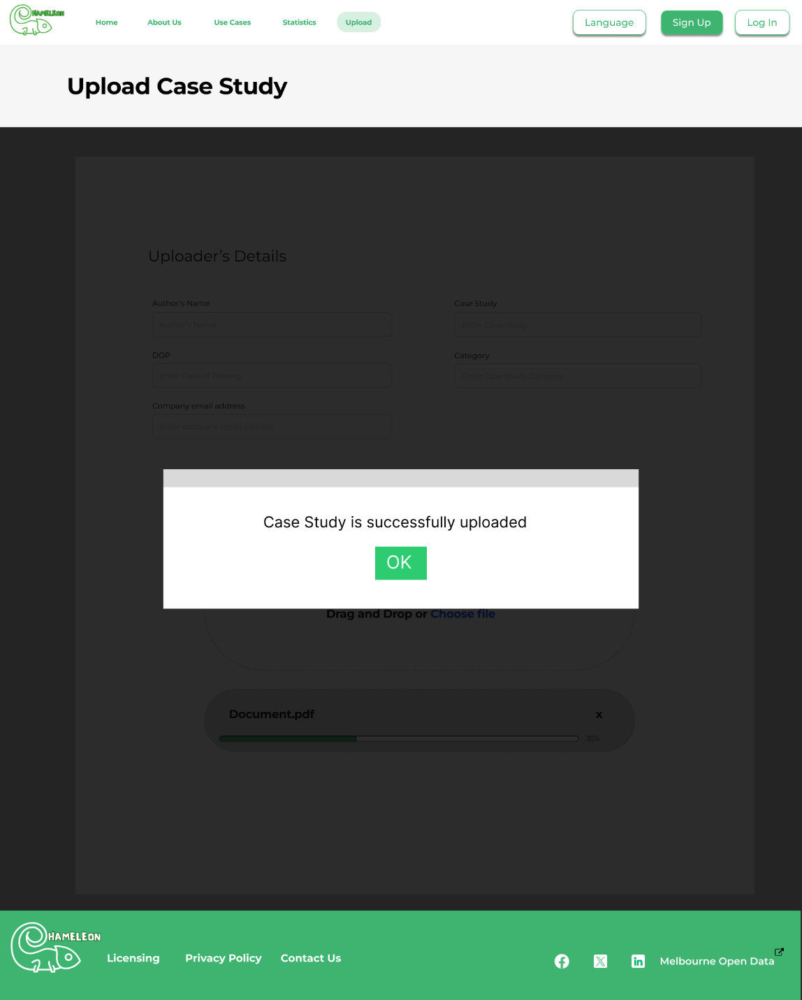 HAMELEON
Home
About Us
Use Cases
Statistics
Upload
Language
Sign Up
Log In
Upload Case Study
Uploader’s Details
Author's Name
Case Study
Author's Name
Enter Case Study
DOP
Category
Enter Date of Posting
Enter Case Study Category
Company email address
Enter company email address
Case Study is successfully uploaded
OK
Drag and Drop or Choose file
Document.pdf
x
35%
HAMELEON
Licensing
Privacy Policy
Contact Us
Melbourne Open Data